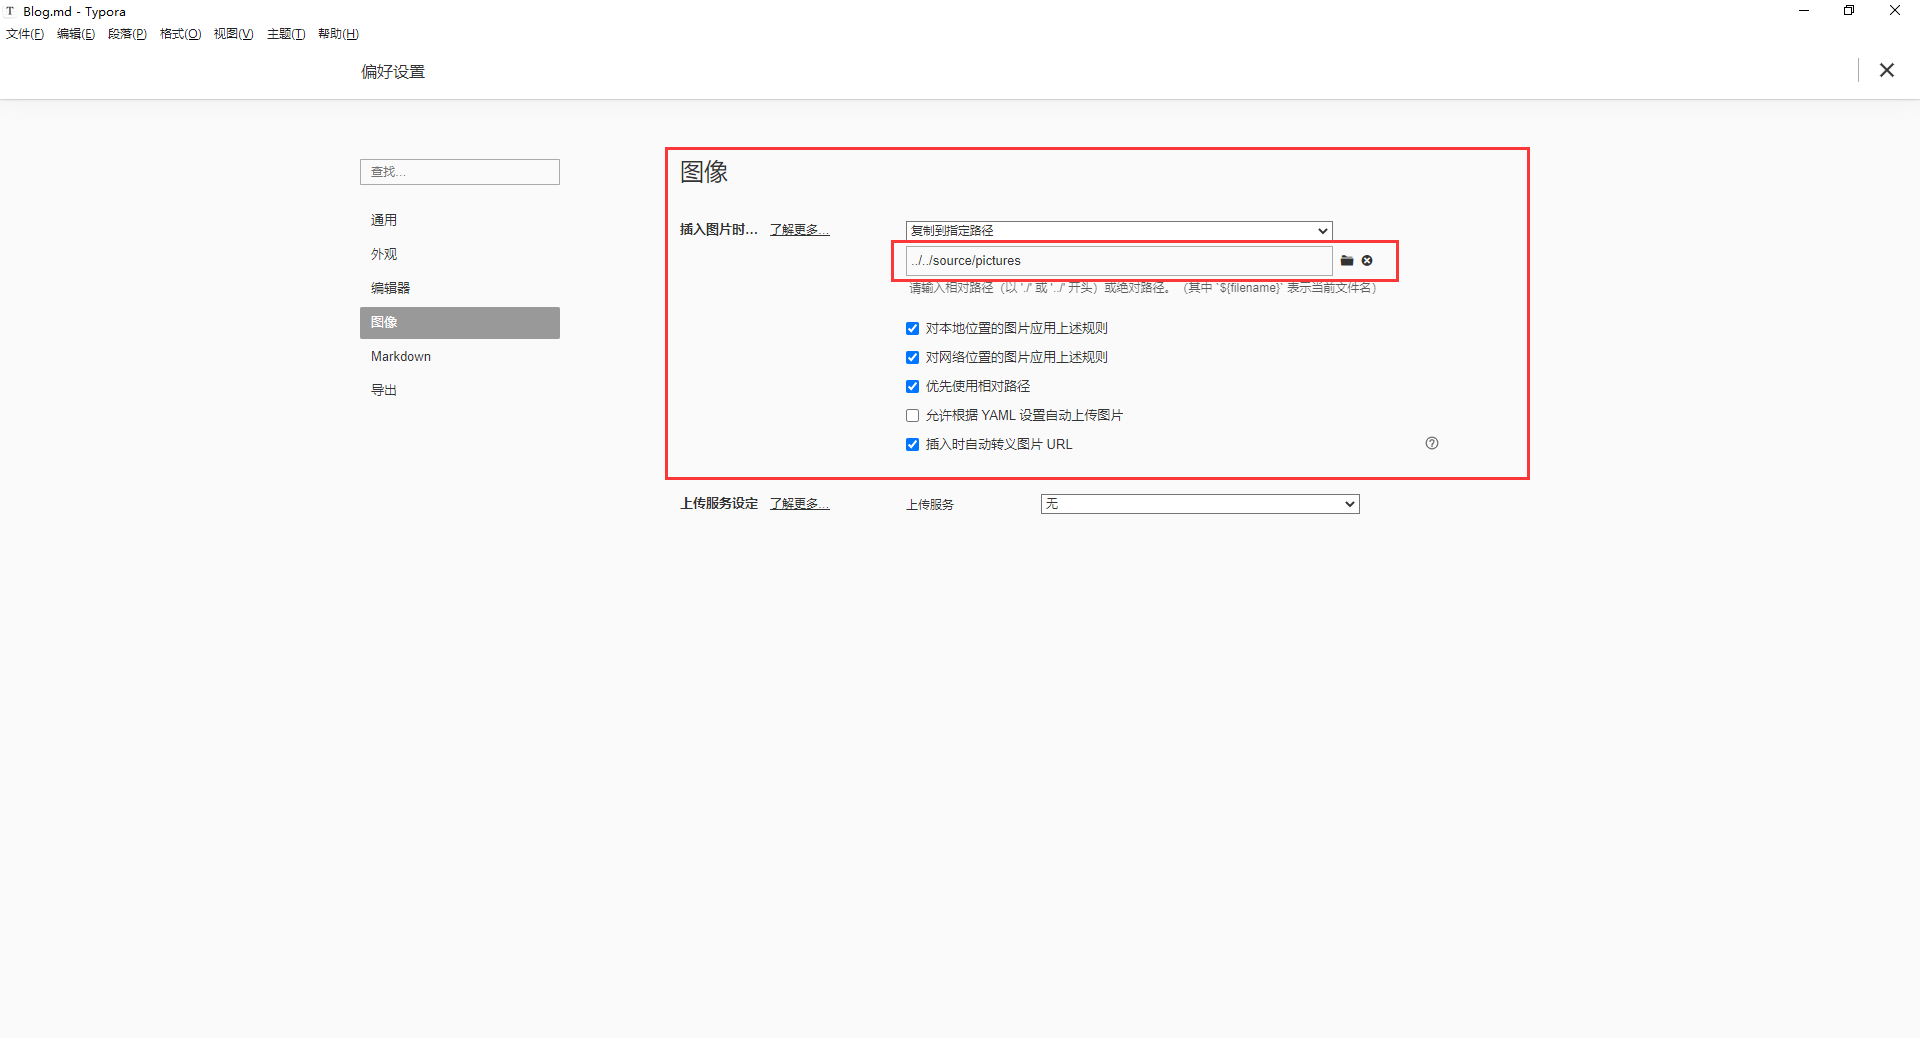 Blog.md - Typora
文件(F) 编辑(E) 段落(P) 格式(O) 视图(V) 主题(T) 帮助(H)
偏好设置
查找...
通用
外观
编辑器
图像
Markdown
导出
图像
插入图片时... 了解更多...
复制到指定路径
../../source/pictures
请输入相对路径（以 './' 或 '../' 开头）或绝对路径。（其中 `${filename}` 表示当前文件名）
对本地位置的图片应用上述规则
对网络位置的图片应用上述规则
优先使用相对路径
允许根据 YAML 设置自动上传图片
插入时自动转义图片 URL
上传服务设定 了解更多... 上传服务 无